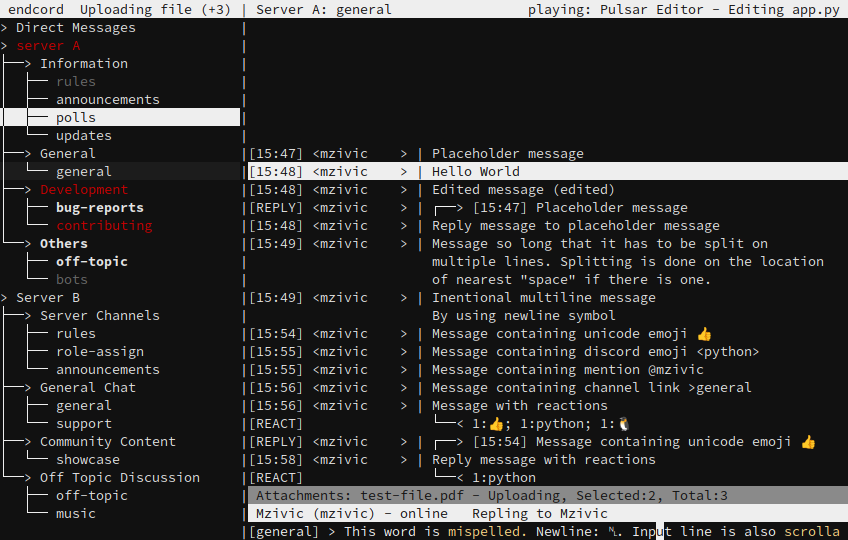 endcord  Uploading file (+3) | Server A: general playing: Pulsar Editor - Editing app.py
> Direct Messages
> server A
> Information
rules
announcements
polls
updates
> General
general
> Development
bug-reports
contributing
> Others
off-topic
bots
> Server B
> Server Channels
rules
role-assign
announcements
> General Chat
general
support
> Community Content
showcase
> Off Topic Discussion
off-topic
music
[15:47] <mzivic    > | Placeholder message
[15:48] <mzivic    > | Hello World
[15:48] <mzivic    > | Edited message (edited)
[REPLY] <mzivic    > | ┌──> [15:47] Placeholder message
[15:48] <mzivic    > | Reply message to placeholder message
[15:49] <mzivic    > | Message so long that it has to be split on
multiple lines. Splitting is done on the location
of nearest "space" if there is one.
[15:49] <mzivic    > | Inentional multiline message
By using newline symbol
[15:54] <mzivic    > | Message containing unicode emoji 👍
[15:55] <mzivic    > | Message containing discord emoji <python>
[15:55] <mzivic    > | Message containing mention @mzivic
[15:56] <mzivic    > | Message containing channel link >general
[15:56] <mzivic    > | Message with reactions
[REACT] └──< 1:👍; 1:python; 1:🐧
[REPLY] <mzivic    > | ┌──> [15:54] Message containing unicode emoji 👍
[15:58] <mzivic    > | Reply message with reactions
[REACT] └──< 1:python
Attachments: test-file.pdf - Uploading, Selected:2, Total:3
Mzivic (mzivic) - online   Repling to Mzivic
[general] > This word is mispelled. Newline: ␤. Input line is also scrolla